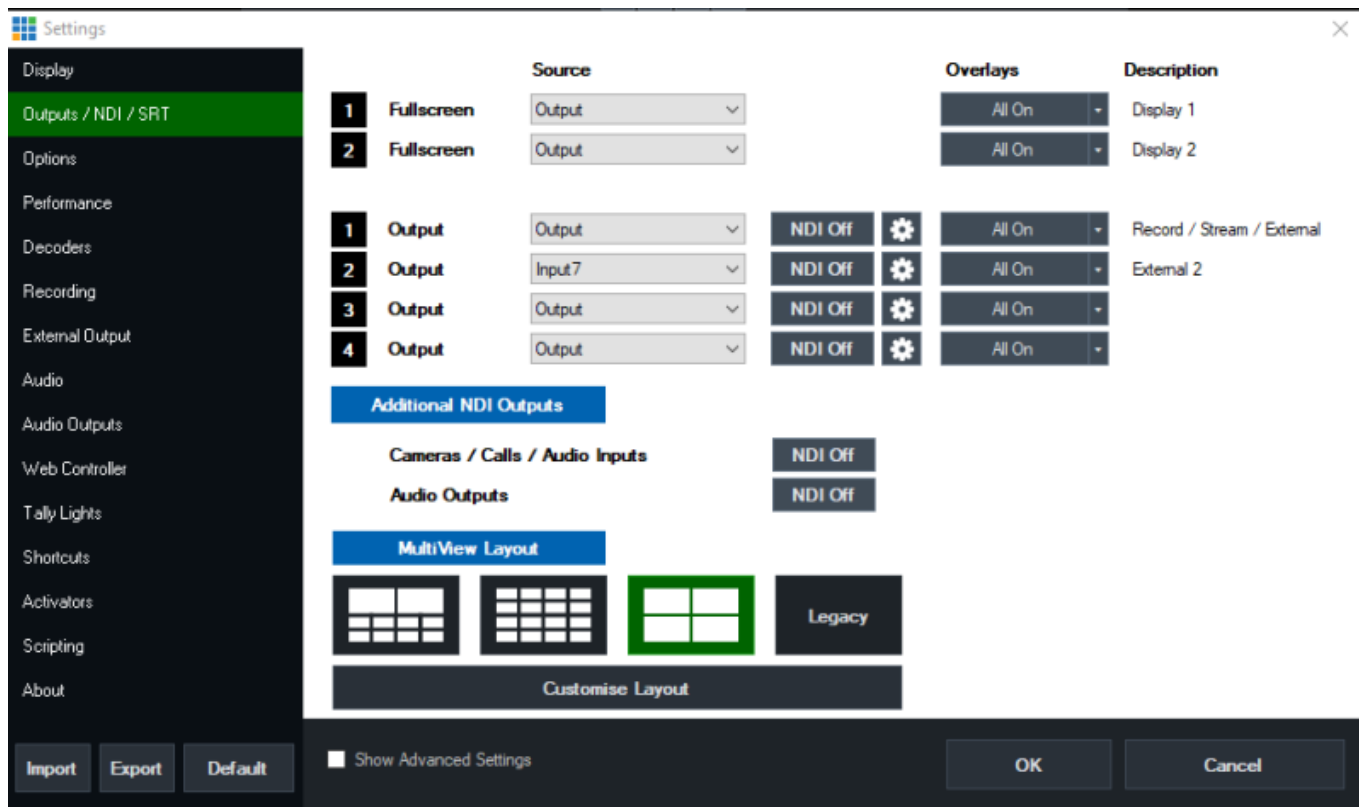 Settings
Display
Outputs / NDI / SRT
Options
Performance
Decoders
Recording
External Output
Audio
Audio Outputs
Web Controller
Tally Lights
Shortcuts
Activators
Scripting
About
Import Export Default
Source Overlays Description
1 Fullscreen Output All On Display 1
2 Fullscreen Output All On Display 2
1 Output Output NDI Off All On Record / Stream / External
2 Output Input7 NDI Off All On External 2
3 Output Output NDI Off All On
4 Output Output NDI Off All On
Additional NDI Outputs
Cameras / Calls / Audio Inputs NDI Off
Audio Outputs NDI Off
MultiView Layout
Legacy
Customise Layout
Show Advanced Settings OK Cancel